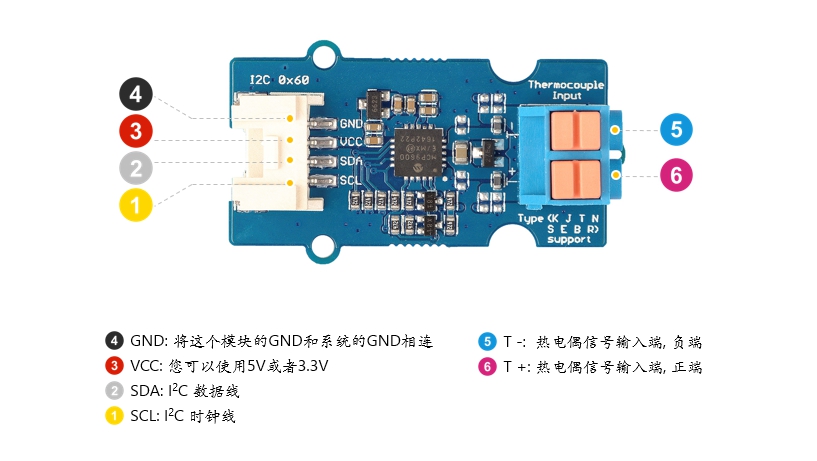 I2C 0x60
Thermocouple
Input
4
3
2
1
GND
VCC
SDA
SCL
MCP9600
E/MX
1642P22
-
+
5
6
Type (K J T N
S E B R)
support
4 GND: 将这个模块的GND和系统的GND相连
3 VCC: 您可以使用5V或者3.3V
2 SDA: I²C 数据线
1 SCL: I²C 时钟线
5 T -: 热电偶信号输入端, 负端
6 T +: 热电偶信号输入端, 正端